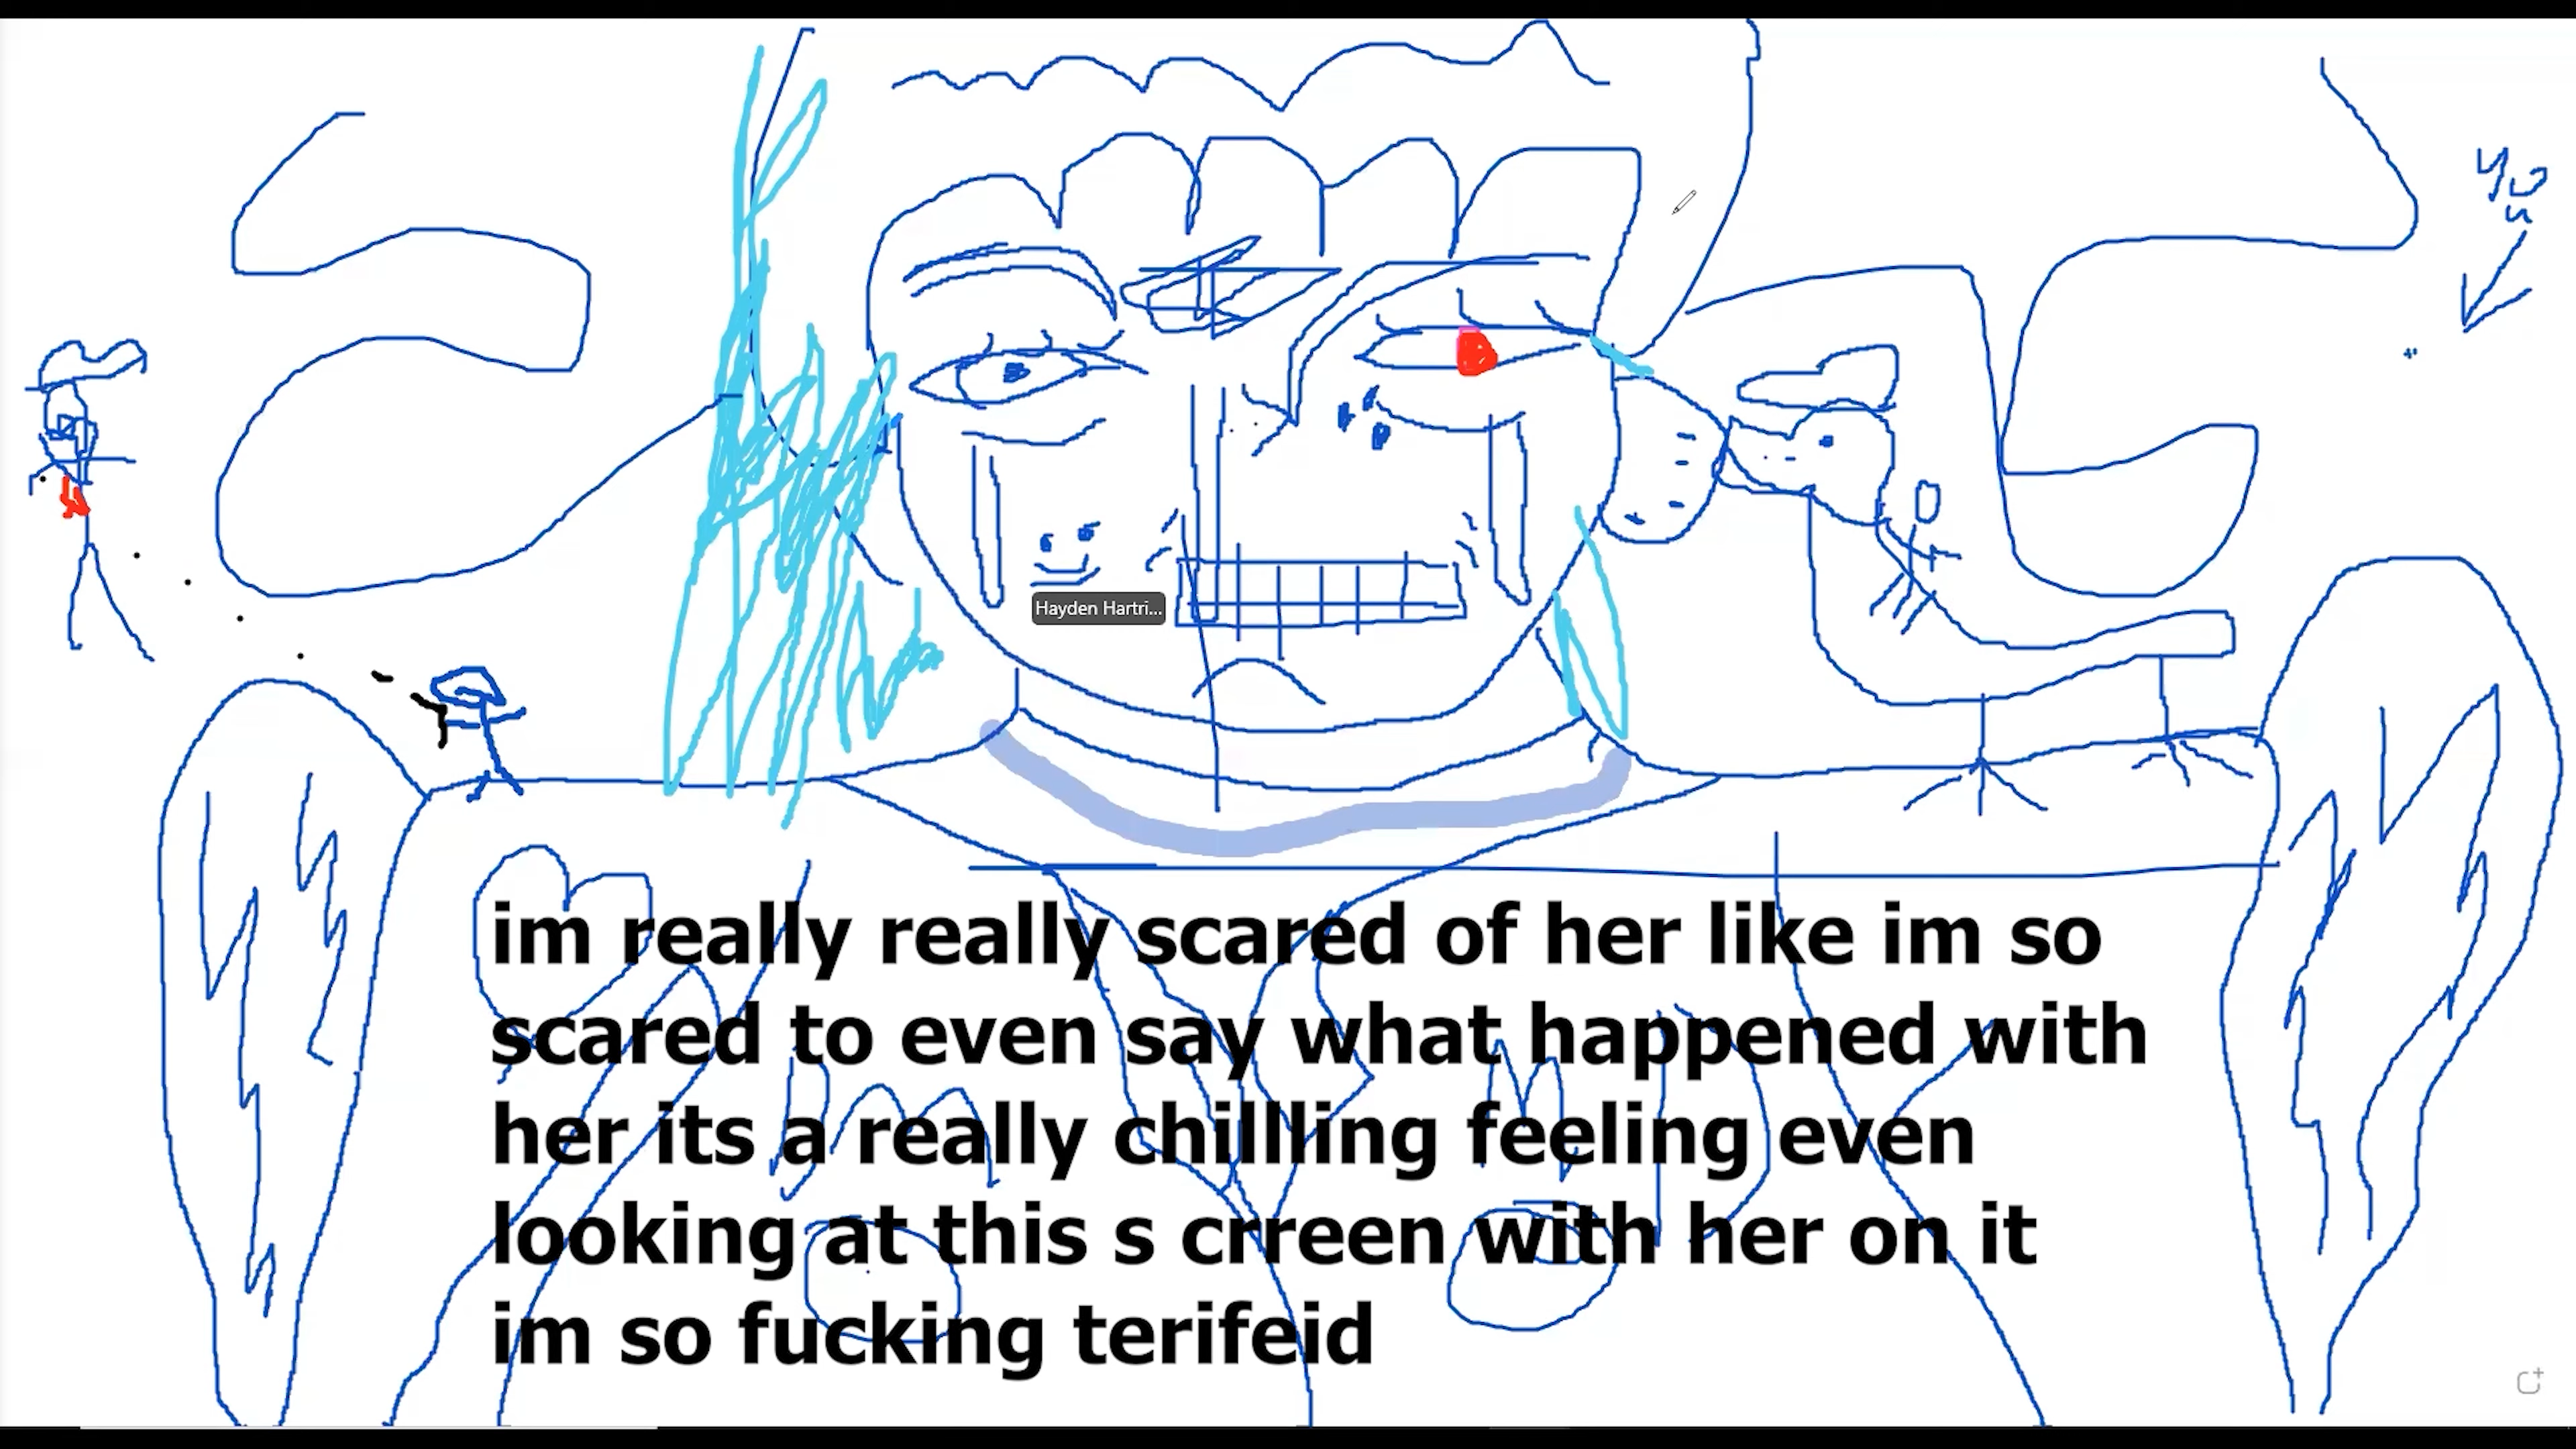 you
Hayden Hartri...
im really really scared of her like im so
scared to even say what happened with
her its a really chillling feeling even
looking at this s crreen with her on it
im so fucking terifeid